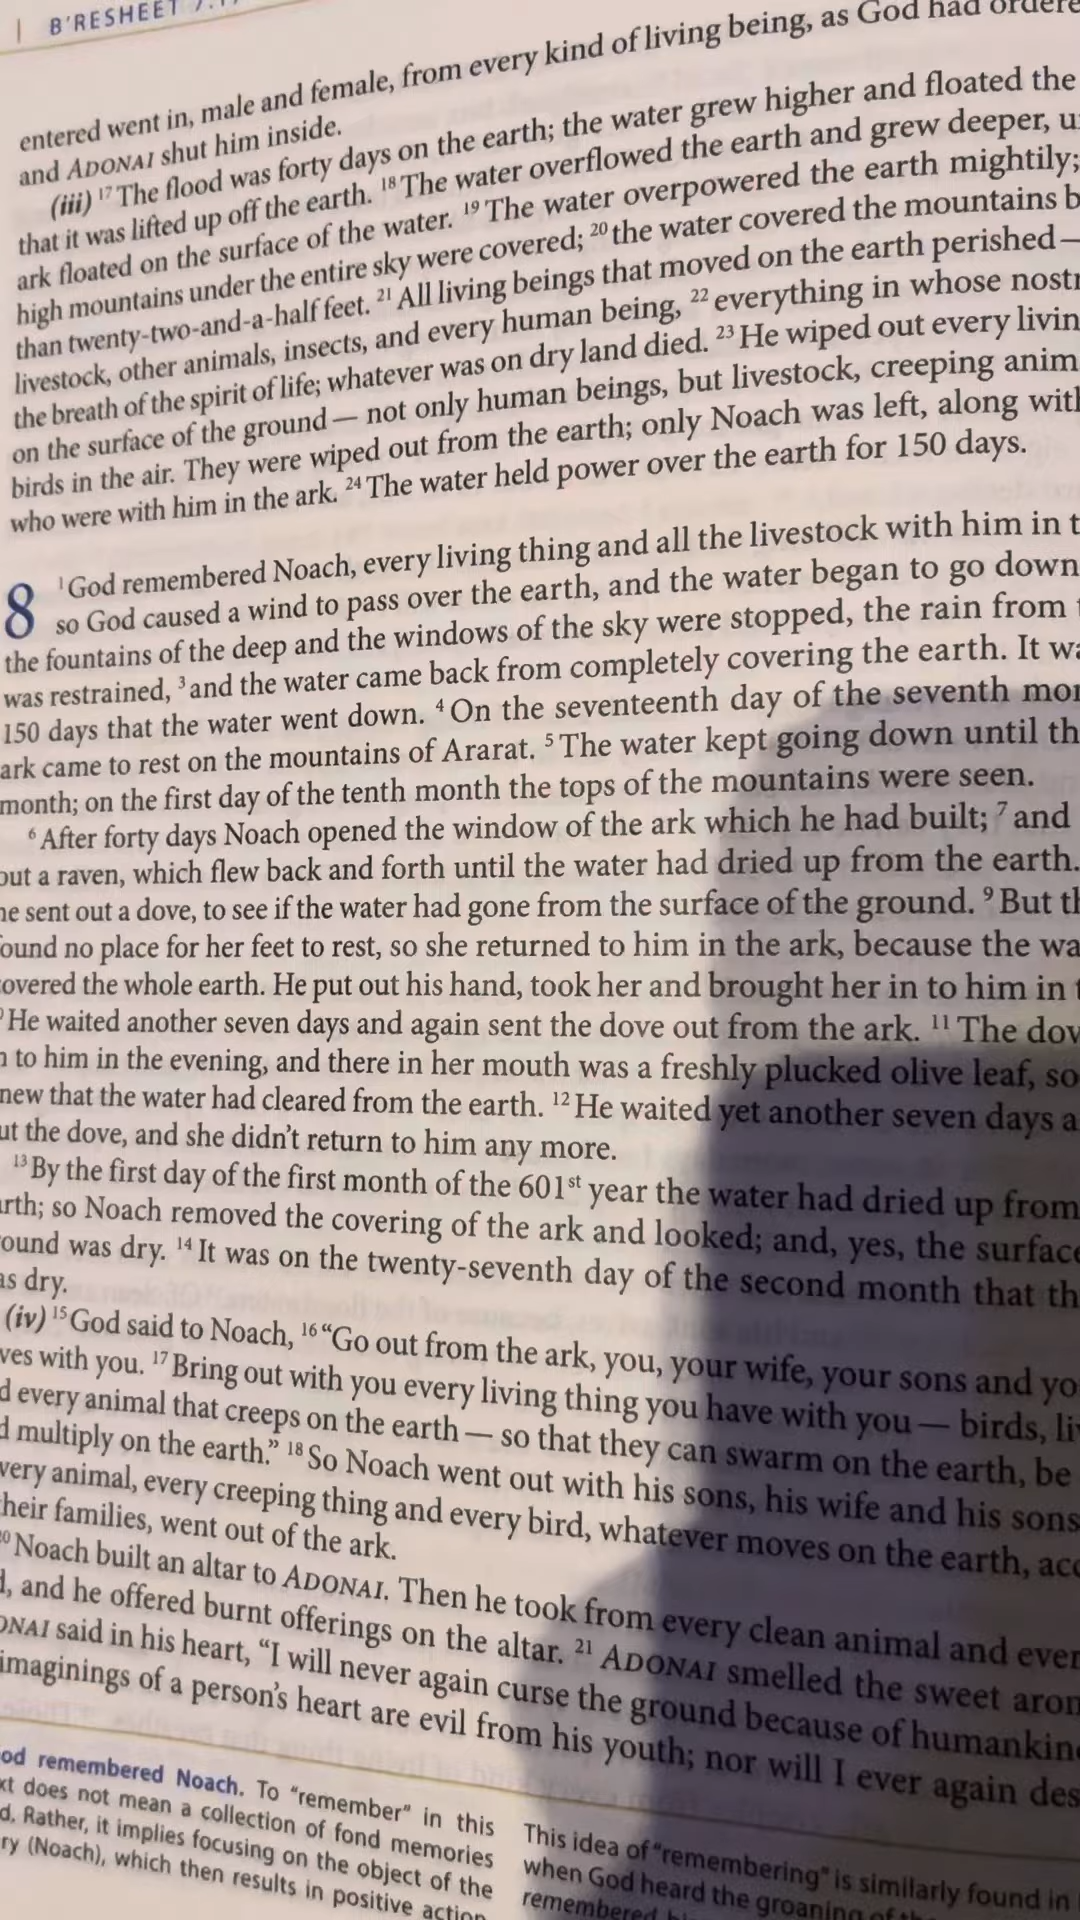 B'RESHEET 7:1
entered went in, male and female, from every kind of living being, as God had ordere
and ADONAI shut him inside.
(iii) 17 The flood was forty days on the earth; the water grew higher and floated the
that it was lifted up off the earth. 18 The water overflowed the earth and grew deeper, u
ark floated on the surface of the water. 19 The water overpowered the earth mightily;
high mountains under the entire sky were covered; 20 the water covered the mountains b
than twenty-two-and-a-half feet. 21 All living beings that moved on the earth perished —
livestock, other animals, insects, and every human being, 22 everything in whose nostr
the breath of the spirit of life; whatever was on dry land died. 23 He wiped out every livin
on the surface of the ground — not only human beings, but livestock, creeping anim
birds in the air. They were wiped out from the earth; only Noach was left, along with
who were with him in the ark. 24 The water held power over the earth for 150 days.
8 1 God remembered Noach, every living thing and all the livestock with him in t
so God caused a wind to pass over the earth, and the water began to go down
the fountains of the deep and the windows of the sky were stopped, the rain from
was restrained, 3 and the water came back from completely covering the earth. It wa
150 days that the water went down. 4 On the seventeenth day of the seventh mon
ark came to rest on the mountains of Ararat. 5 The water kept going down until th
month; on the first day of the tenth month the tops of the mountains were seen.
6 After forty days Noach opened the window of the ark which he had built; 7 and
out a raven, which flew back and forth until the water had dried up from the earth.
he sent out a dove, to see if the water had gone from the surface of the ground. 9 But th
ound no place for her feet to rest, so she returned to him in the ark, because the wa
overed the whole earth. He put out his hand, took her and brought her in to him in t
He waited another seven days and again sent the dove out from the ark. 11 The dov
n to him in the evening, and there in her mouth was a freshly plucked olive leaf, so
new that the water had cleared from the earth. 12 He waited yet another seven days a
ut the dove, and she didn't return to him any more.
13 By the first day of the first month of the 601st year the water had dried up from
arth; so Noach removed the covering of the ark and looked; and, yes, the surface
ound was dry. 14 It was on the twenty-seventh day of the second month that th
as dry.
(iv) 15 God said to Noach, 16 “Go out from the ark, you, your wife, your sons and yo
ves with you. 17 Bring out with you every living thing you have with you — birds, liv
d every animal that creeps on the earth — so that they can swarm on the earth, be
d multiply on the earth.” 18 So Noach went out with his sons, his wife and his sons
very animal, every creeping thing and every bird, whatever moves on the earth, acc
heir families, went out of the ark.
20 Noach built an altar to ADONAI. Then he took from every clean animal and ever
d, and he offered burnt offerings on the altar. 21 ADONAI smelled the sweet arom
ONAI said in his heart, “I will never again curse the ground because of humankin
imaginings of a person's heart are evil from his youth; nor will I ever again des
od remembered Noach. To “remember” in this
xt does not mean a collection of fond memories
d. Rather, it implies focusing on the object of the
ry (Noach), which then results in positive action
This idea of “remembering” is similarly found in
when God heard the groaning of
remembered